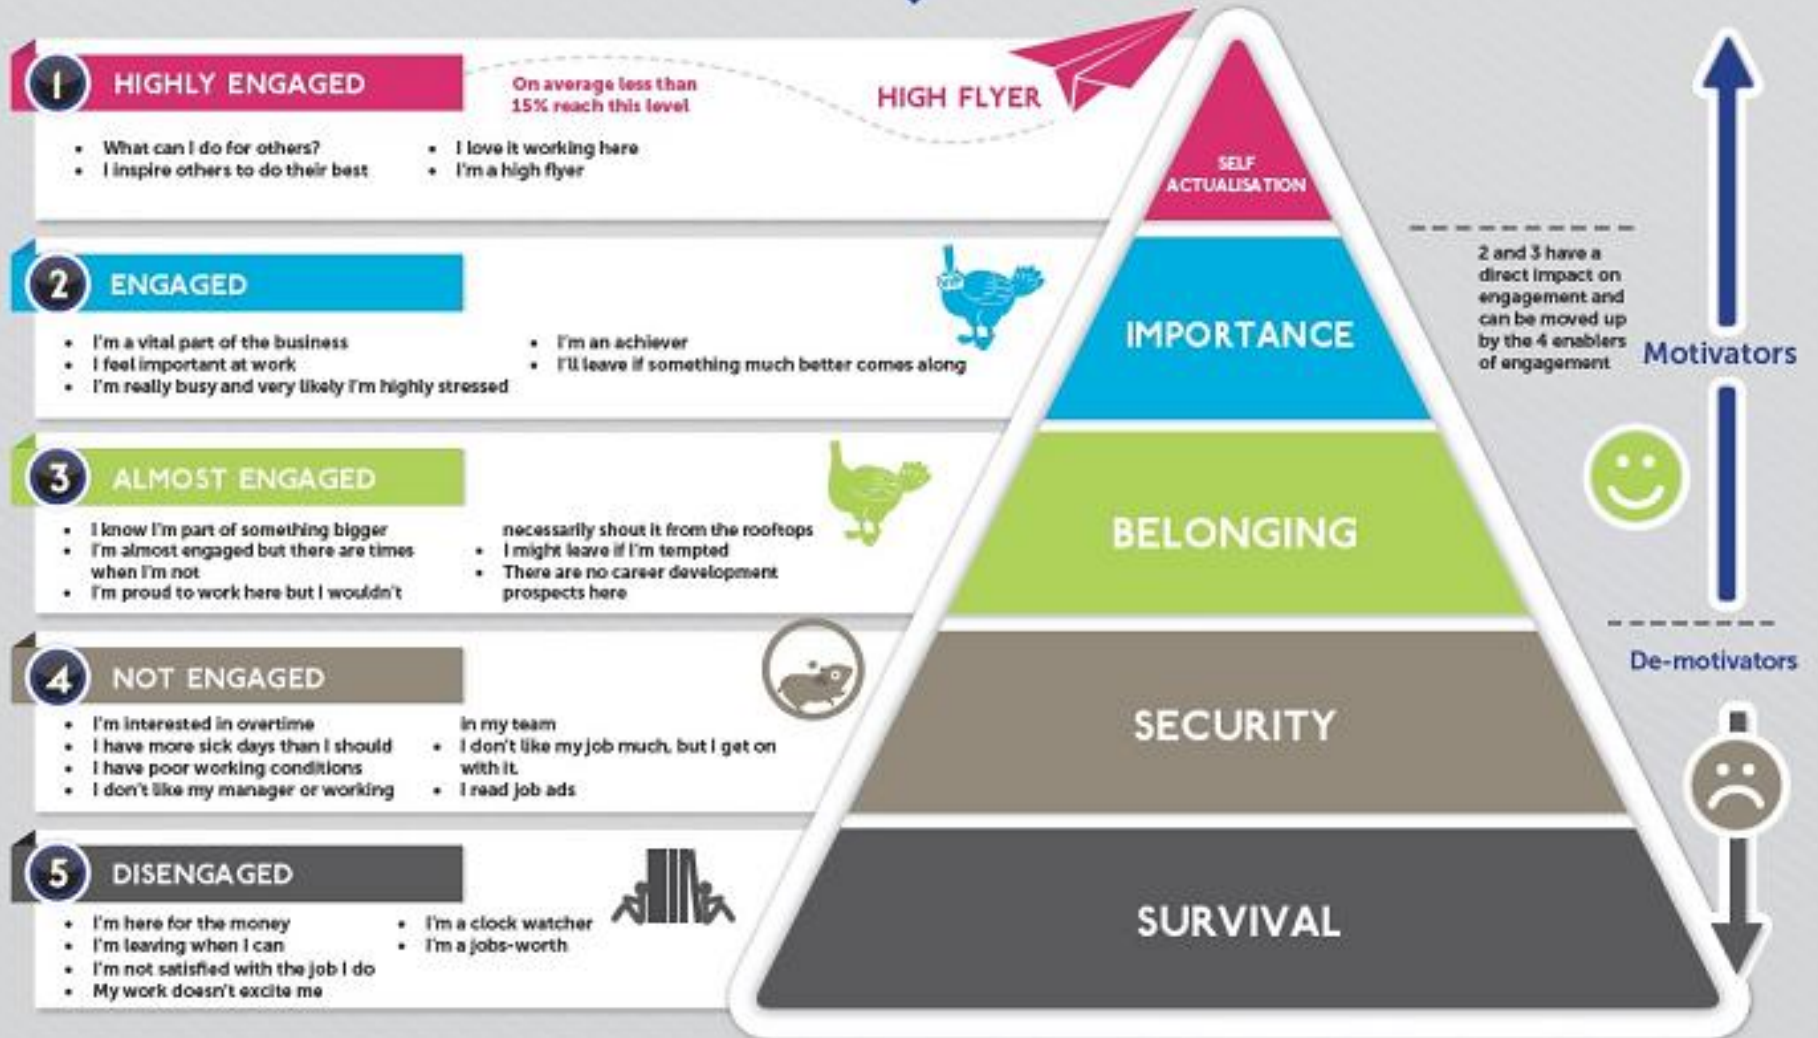 1 HIGHLY ENGAGED
On average less than
15% reach this level
HIGH FLYER
• What can I do for others?
• I inspire others to do their best
• I love it working here
• I'm a high flyer
SELF
ACTUALISATION
2 ENGAGED
• I'm a vital part of the business
• I feel important at work
• I'm really busy and very likely I'm highly stressed
• I'm an achiever
• I'll leave if something much better comes along
IMPORTANCE
2 and 3 have a
direct impact on
engagement and
can be moved up
by the 4 enablers
of engagement
Motivators
3 ALMOST ENGAGED
• I know I'm part of something bigger
• I'm almost engaged but there are times
when I'm not
• I'm proud to work here but I wouldn't
necessarily shout it from the rooftops
• I might leave if I'm tempted
• There are no career development
prospects here
BELONGING
De-motivators
4 NOT ENGAGED
• I'm interested in overtime
• I have more sick days than I should
• I have poor working conditions
• I don't like my manager or working
in my team
• I don't like my job much, but I get on
with it.
• I read job ads
SECURITY
5 DISENGAGED
• I'm here for the money
• I'm leaving when I can
• I'm not satisfied with the job I do
• My work doesn't excite me
• I'm a clock watcher
• I'm a jobs-worth
SURVIVAL